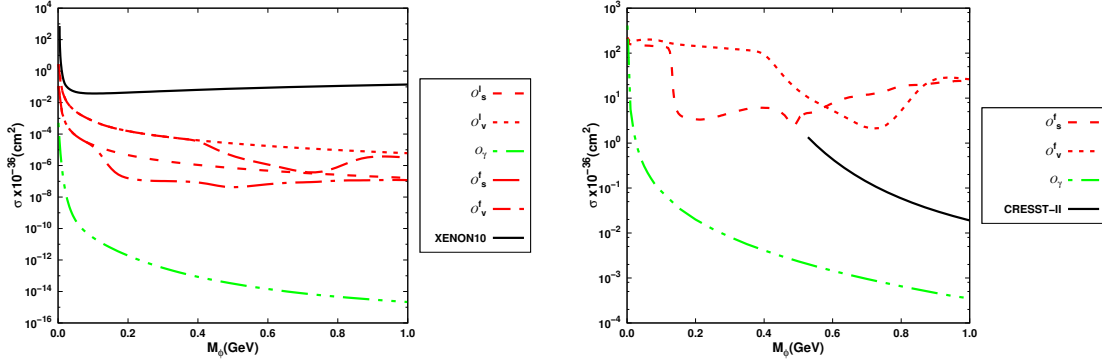 10^4
10^2
10^0
10^-2
10^-4
10^-6
10^-8
10^-10
10^-12
10^-14
10^-16
σ x10^-36(cm^2)
0.0 0.2 0.4 0.6 0.8 1.0
M_ϕ(GeV)
O^l_s
O^l_v
O_γ
O^f_s
O^f_v
XENON10
10^3
10^2
10^1
10^0
10^-1
10^-2
10^-3
10^-4
σ x10^-36(cm^2)
0.0 0.2 0.4 0.6 0.8 1.0
M_ϕ(GeV)
O^f_s
O^f_v
O_γ
CRESST-II